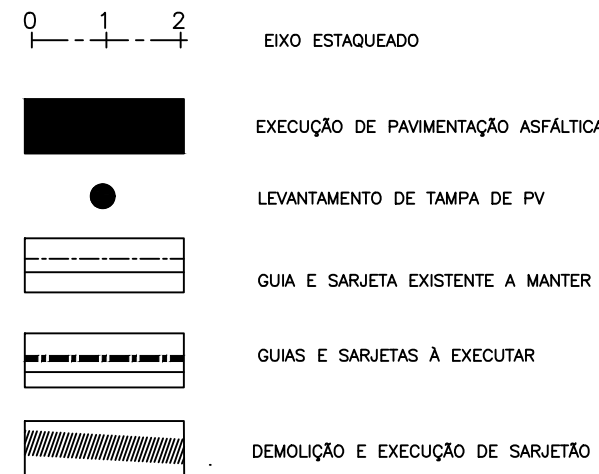 0 1 2
EIXO ESTAQUEADO
EXECUÇÃO DE PAVIMENTAÇÃO ASFÁLTICA
LEVANTAMENTO DE TAMPA DE PV
GUIA E SARJETA EXISTENTE A MANTER
GUIAS E SARJETAS À EXECUTAR
DEMOLIÇÃO E EXECUÇÃO DE SARJETÃO